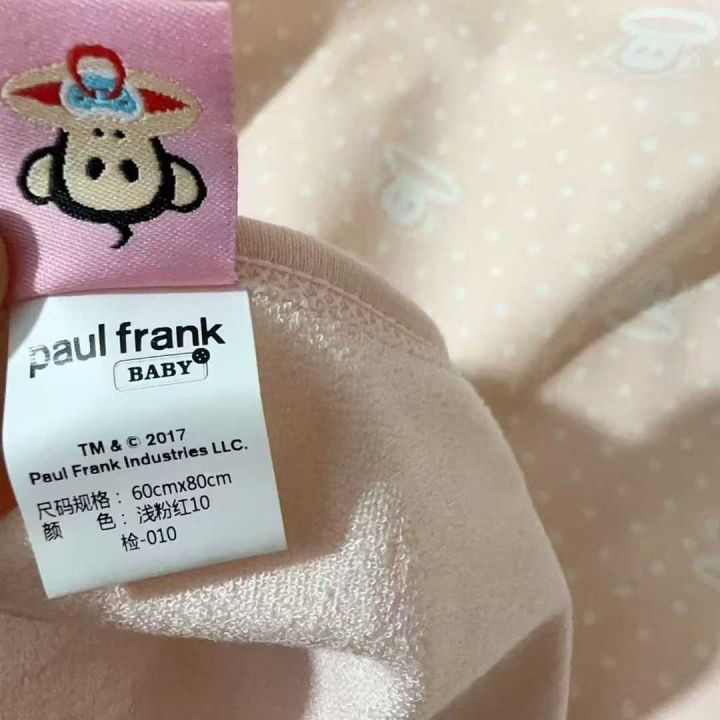 paul frank
BABY
TM & © 2017
Paul Frank Industries LLC.
尺码规格：60cmx80cm
颜 色：浅粉红10
检-010